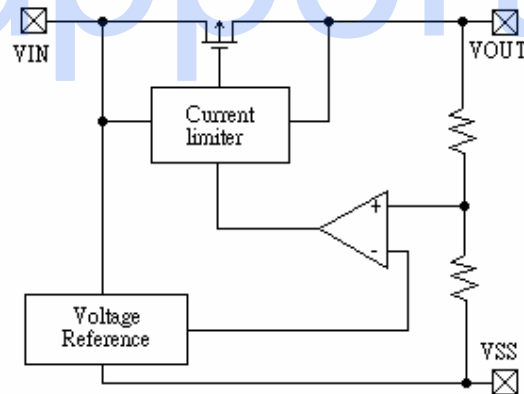 VIN
VOUT
Current
limiter
+
-
Voltage
Reference
VSS